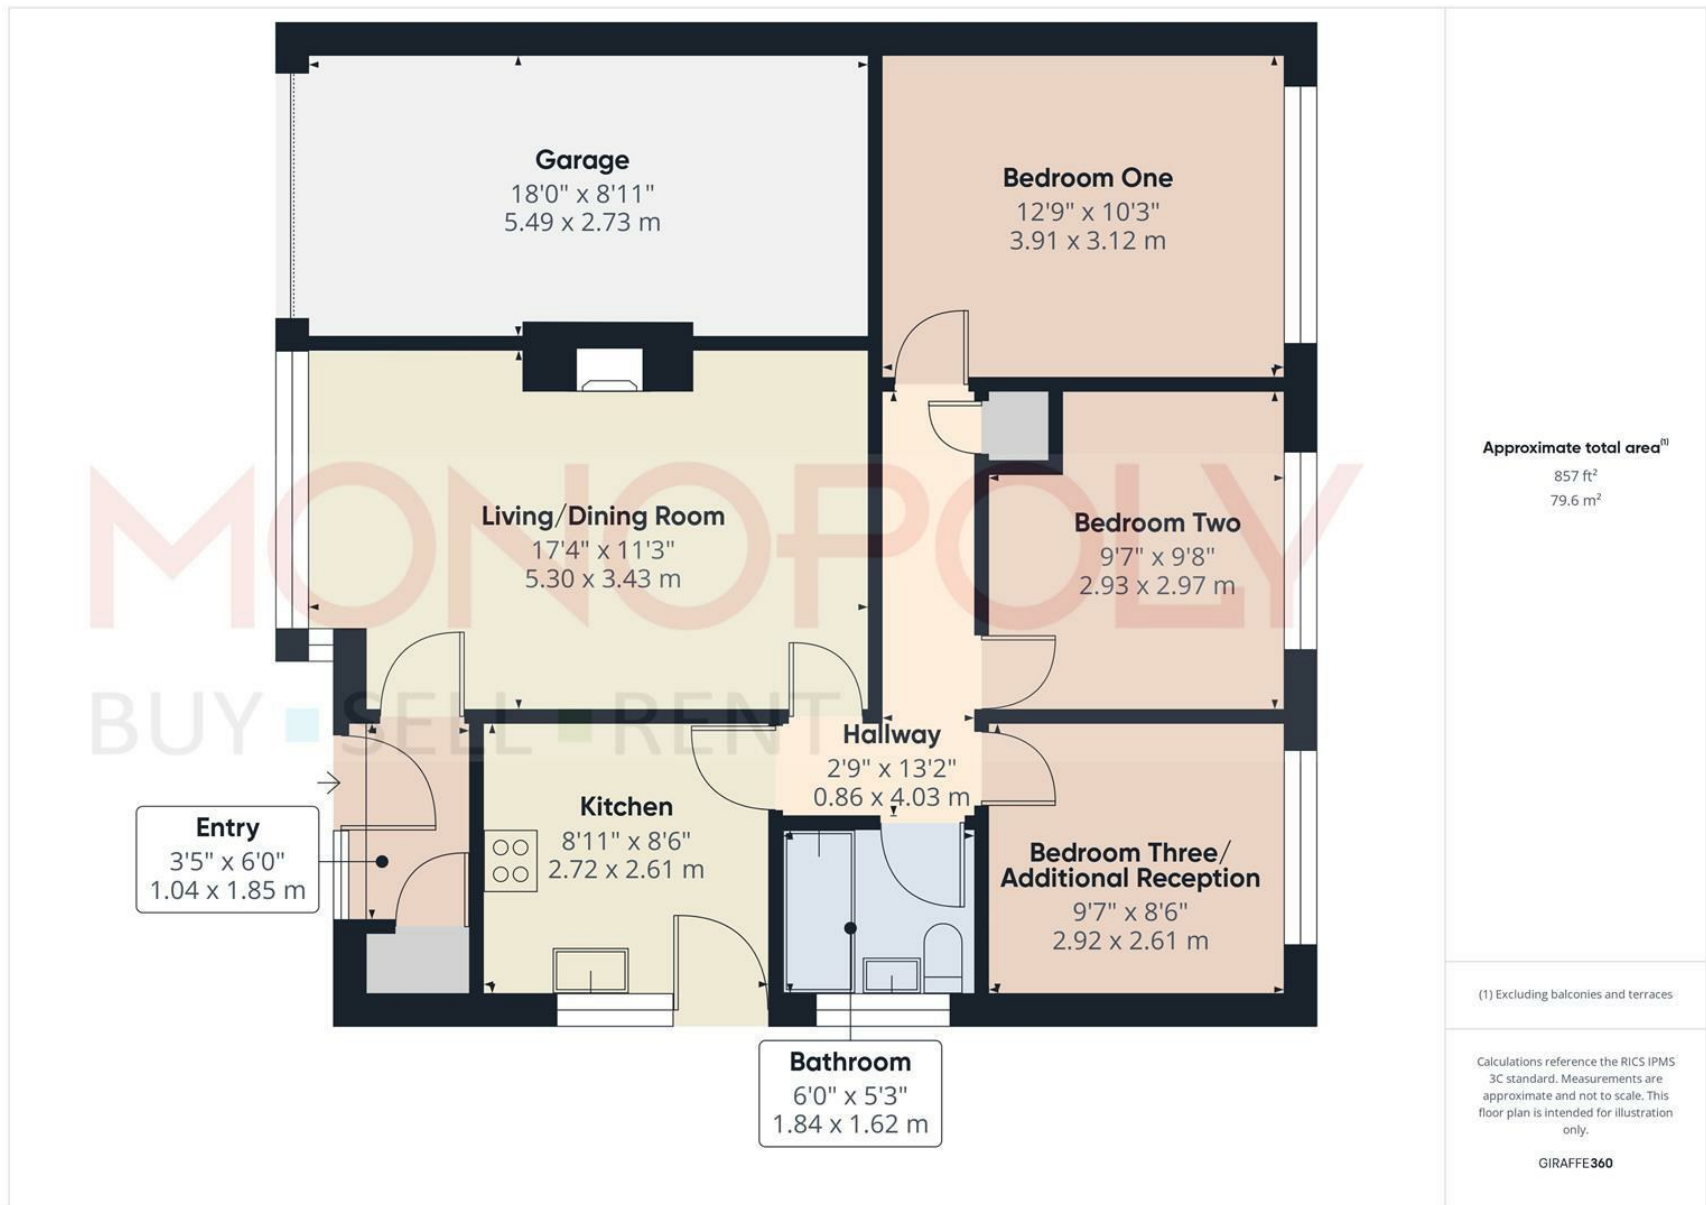 Garage
18'0" x 8'11"
5.49 x 2.73 m
Bedroom One
12'9" x 10'3"
3.91 x 3.12 m
Living/Dining Room
17'4" x 11'3"
5.30 x 3.43 m
Bedroom Two
9'7" x 9'8"
2.93 x 2.97 m
MONOPOLY
BUY SELL RENT
Hallway
2'9" x 13'2"
0.86 x 4.03 m
Kitchen
8'11" x 8'6"
2.72 x 2.61 m
Entry
3'5" x 6'0"
1.04 x 1.85 m
Bedroom Three/
Additional Reception
9'7" x 8'6"
2.92 x 2.61 m
Bathroom
6'0" x 5'3"
1.84 x 1.62 m
Approximate total area(1)
857 ft²
79.6 m²
(1) Excluding balconies and terraces
Calculations reference the RICS IPMS
3C standard. Measurements are
approximate and not to scale. This
floor plan is intended for illustration
only.
GIRAFFE360